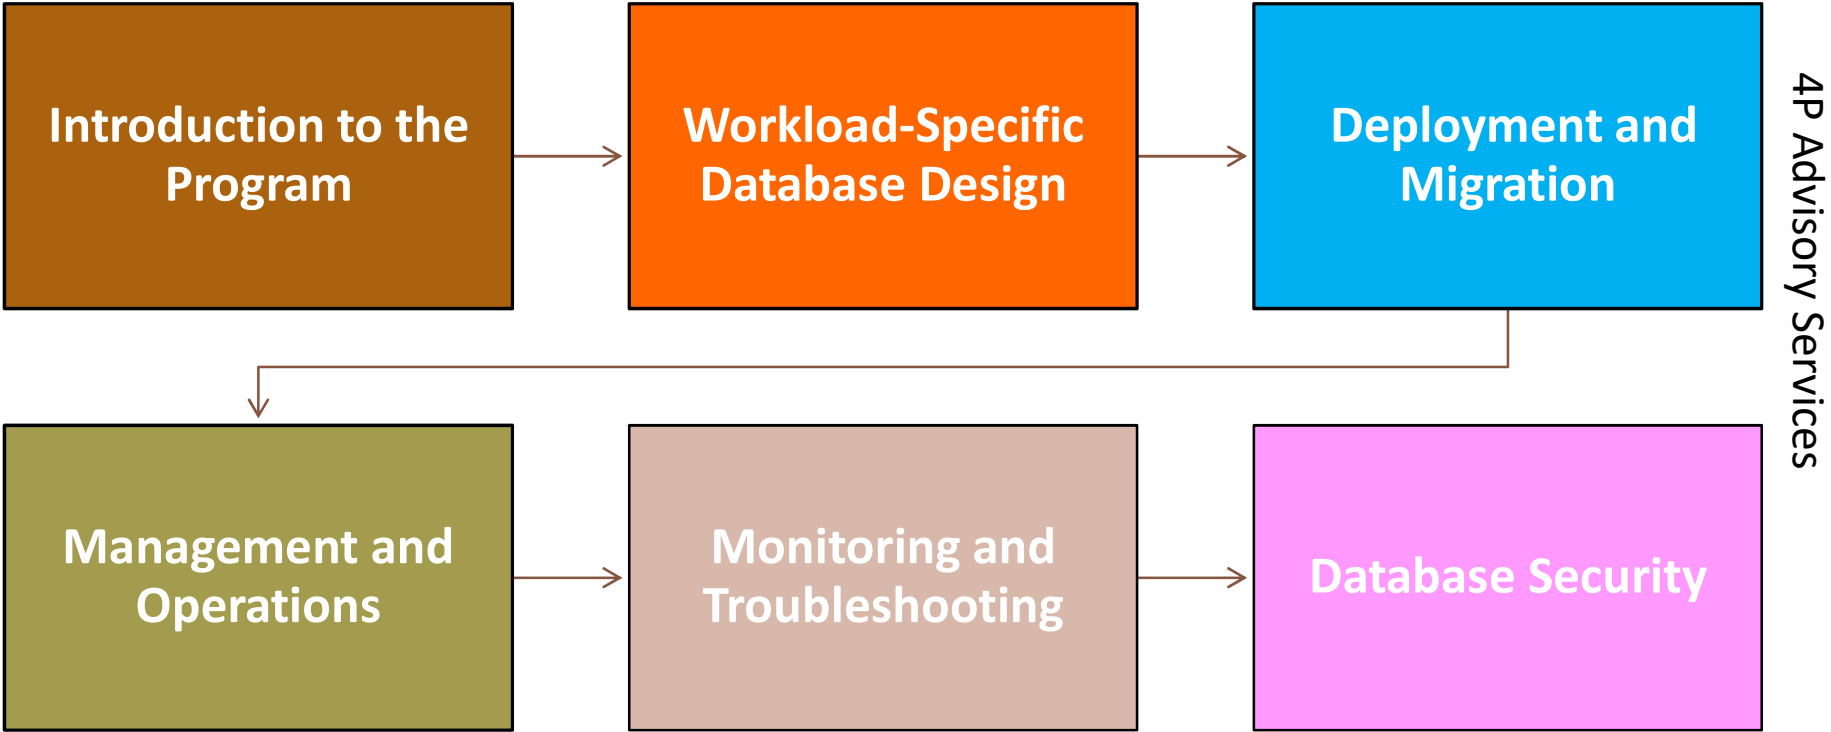 Introduction to the
Program
Workload-Specific
Database Design
Deployment and
Migration
Management and
Operations
Monitoring and
Troubleshooting
Database Security
4P Advisory Services